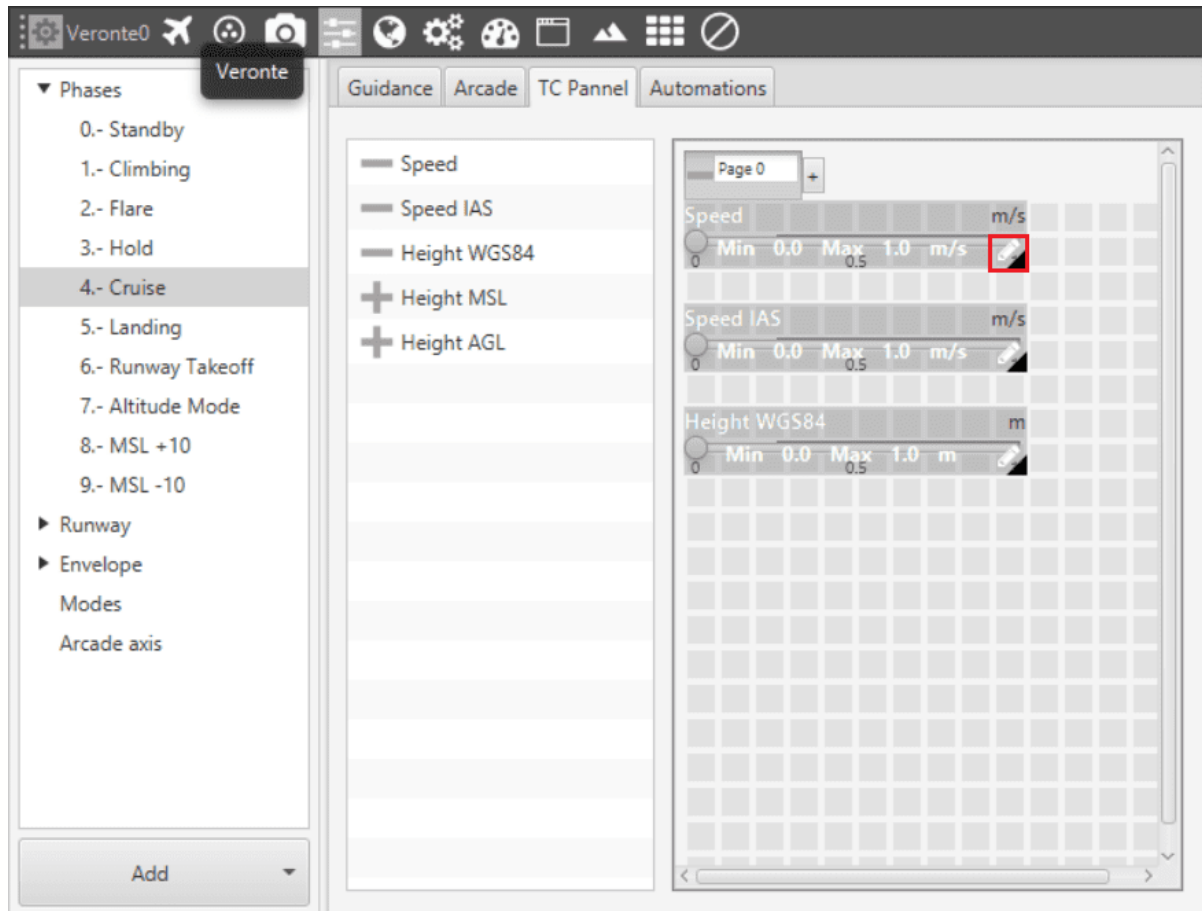 Veronte0
Veronte
Phases
0.- Standby
1.- Climbing
2.- Flare
3.- Hold
4.- Cruise
5.- Landing
6.- Runway Takeoff
7.- Altitude Mode
8.- MSL +10
9.- MSL -10
Runway
Envelope
Modes
Arcade axis
Add
Guidance Arcade TC Pannel Automations
Speed
Speed IAS
Height WGS84
Height MSL
Height AGL
Page 0 +
Speed m/s
Min 0.0 Max 1.0 m/s
0 0.5
Speed IAS m/s
Min 0.0 Max 1.0 m/s
0 0.5
Height WGS84 m
Min 0.0 Max 1.0 m
0 0.5